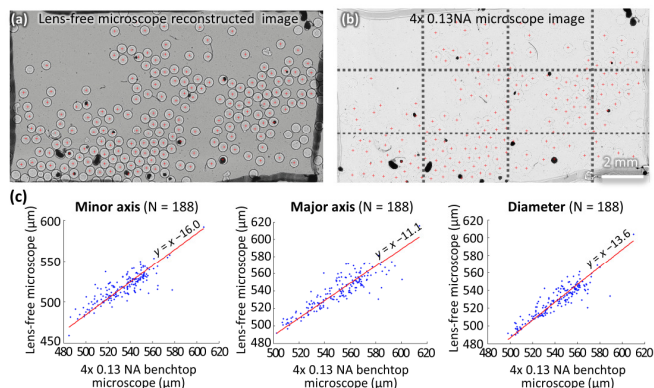 (a) Lens-free microscope reconstructed image
(b) 4x 0.13NA microscope image
2 mm
(c)
Minor axis (N = 188)
Major axis (N = 188)
Diameter (N = 188)
Lens-free microscope (μm)
600
550
500
450
y = x −16.0
480 500 520 540 560 580 600 620
4x 0.13 NA benchtop
microscope (μm)
Lens-free microscope (μm)
620
600
580
560
540
520
500
480
y = x −11.1
500 520 540 560 580 600 620
4x 0.13 NA benchtop
microscope (μm)
Lens-free microscope (μm)
620
600
580
560
540
520
500
480
y = x −13.6
480 500 520 540 560 580 600 620
4x 0.13 NA benchtop
microscope (μm)